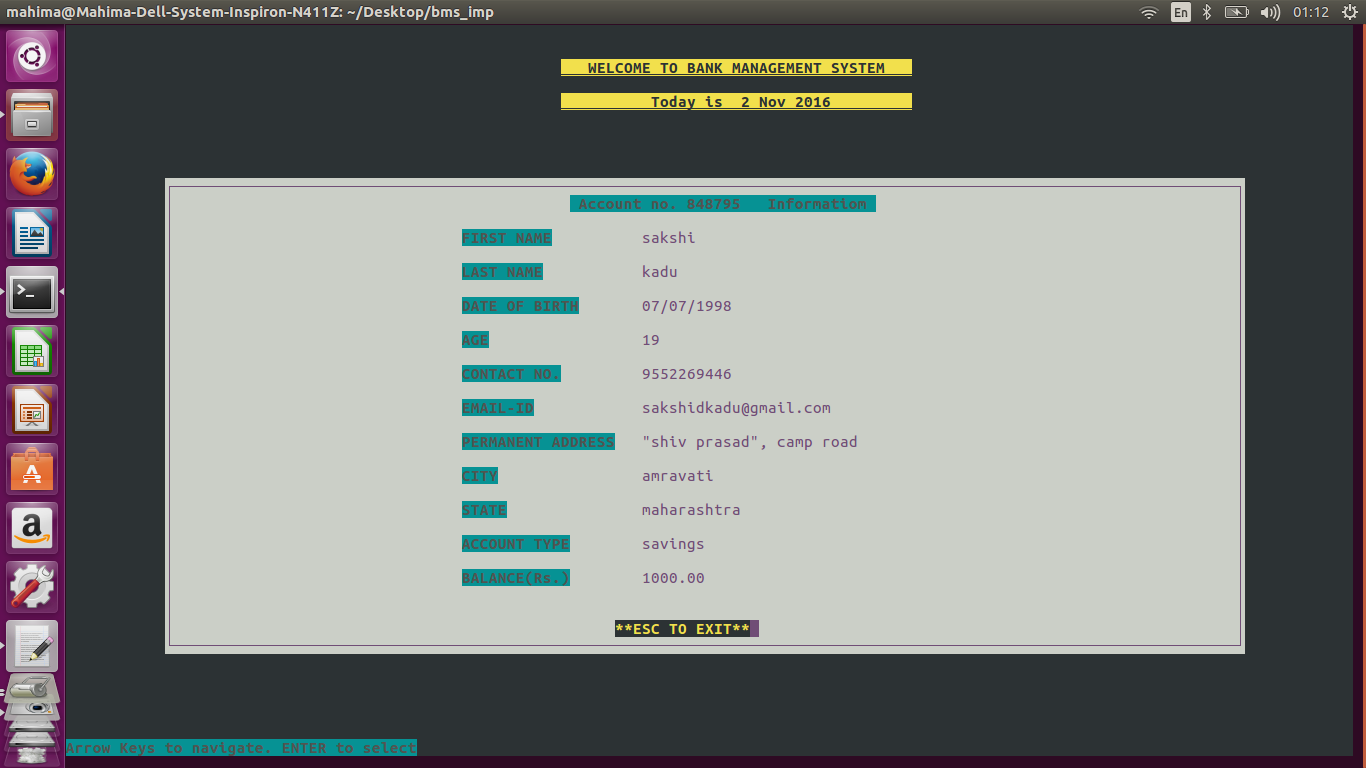 mahima@Mahima-Dell-System-Inspiron-N411Z: ~/Desktop/bms_imp
En
01:12
WELCOME TO BANK MANAGEMENT SYSTEM
Today is 2 Nov 2016
Account no. 848795 Informatiom
FIRST NAME sakshi
LAST NAME kadu
DATE OF BIRTH 07/07/1998
AGE 19
CONTACT NO. 9552269446
EMAIL-ID sakshidkadu@gmail.com
PERMANENT ADDRESS "shiv prasad", camp road
CITY amravati
STATE maharashtra
ACCOUNT TYPE savings
BALANCE(Rs.) 1000.00
**ESC TO EXIT**
Arrow Keys to navigate. ENTER to select